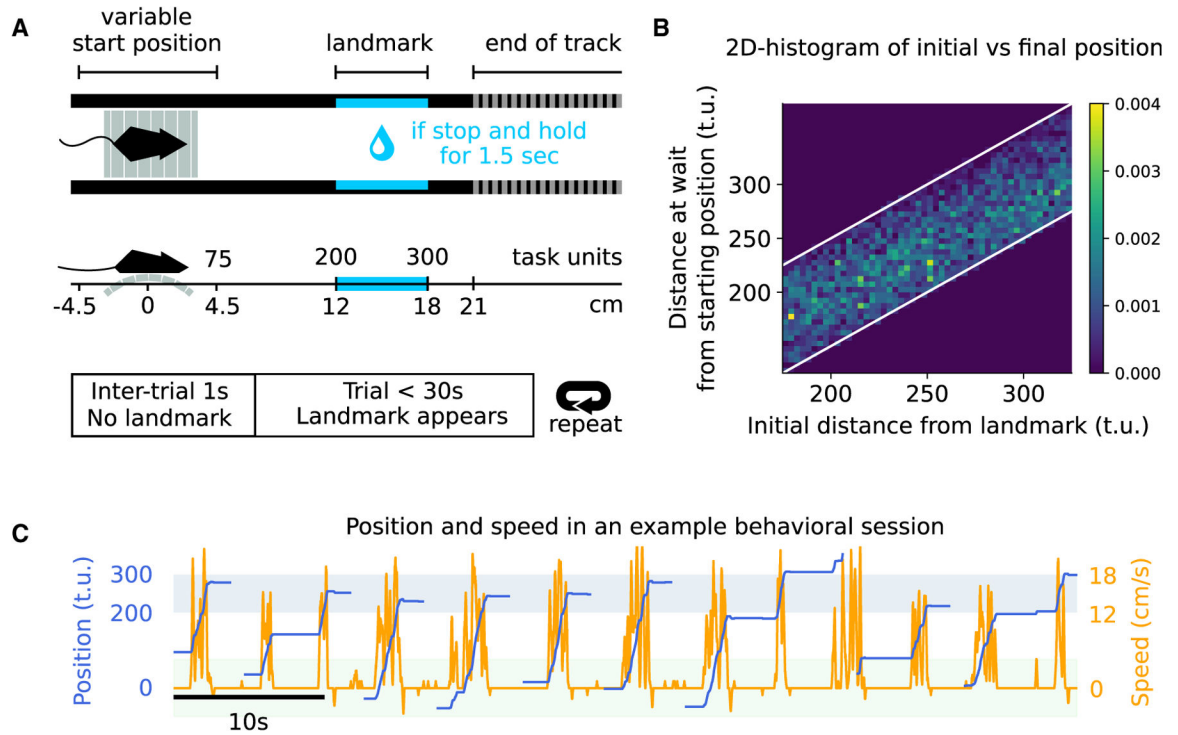 A
variable
start position
landmark
end of track
if stop and hold
for 1.5 sec
75
200
300
task units
-4.5
0
4.5
12
18
21
cm
Inter-trial 1s
No landmark
Trial < 30s
Landmark appears
repeat
B
2D-histogram of initial vs final position
Distance at wait
from starting position (t.u.)
300
250
200
200
250
300
Initial distance from landmark (t.u.)
0.004
0.003
0.002
0.001
0.000
C
Position and speed in an example behavioral session
Position (t.u.)
300
200
0
18
12
0
Speed (cm/s)
10s